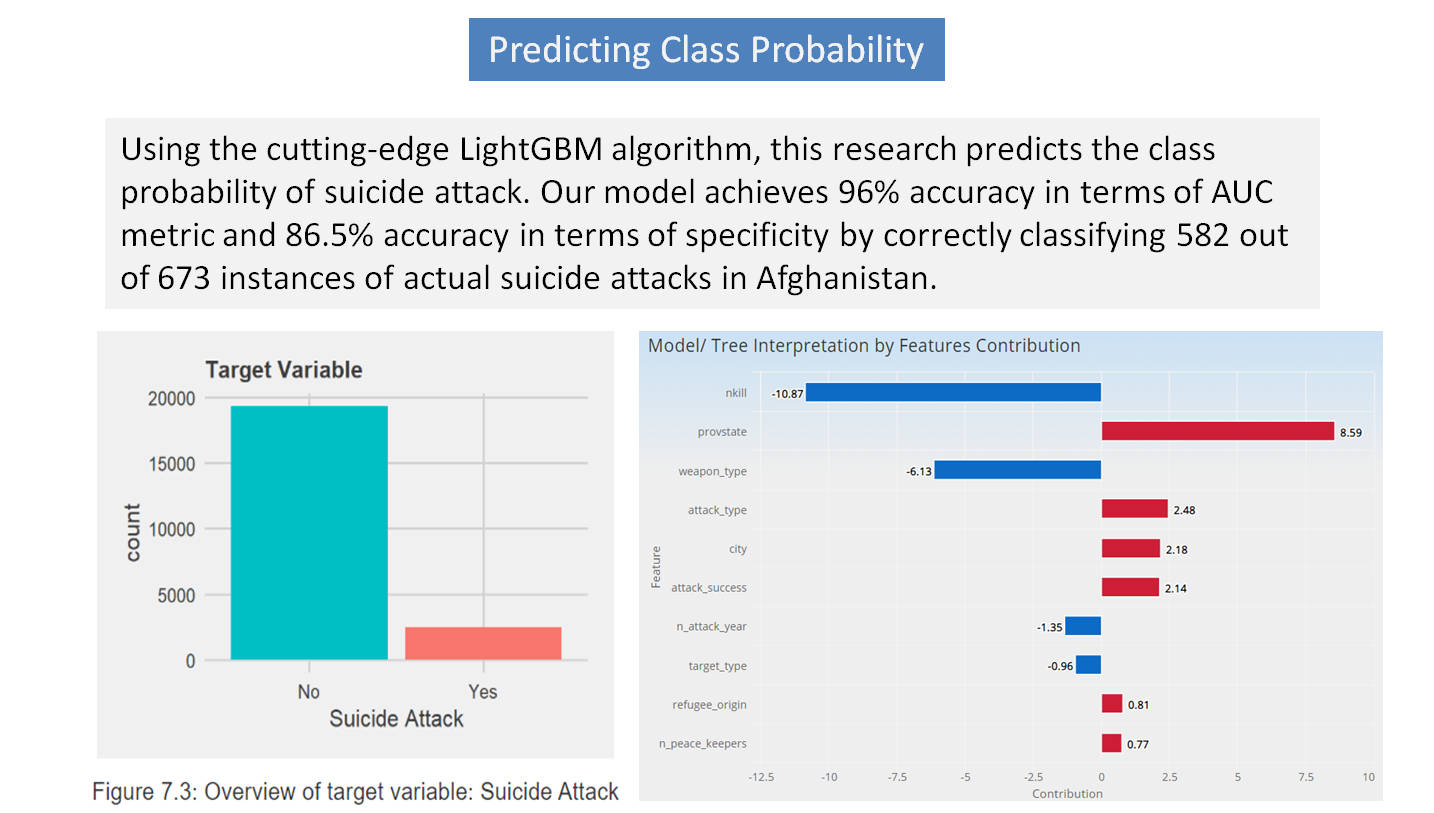 Predicting Class Probability
Using the cutting-edge LightGBM algorithm, this research predicts the class
probability of suicide attack. Our model achieves 96% accuracy in terms of AUC
metric and 86.5% accuracy in terms of specificity by correctly classifying 582 out
of 673 instances of actual suicide attacks in Afghanistan.
Target Variable
20000
15000
10000
5000
0
count
No Yes
Suicide Attack
Figure 7.3: Overview of target variable: Suicide Attack
Model/ Tree Interpretation by Features Contribution
Feature
nkill -10.87
provstate 8.59
weapon_type -6.13
attack_type 2.48
city 2.18
attack_success 2.14
n_attack_year -1.35
target_type -0.96
refugee_origin 0.81
n_peace_keepers 0.77
-12.5 -10 -7.5 -5 -2.5 0 2.5 5 7.5 10
Contribution